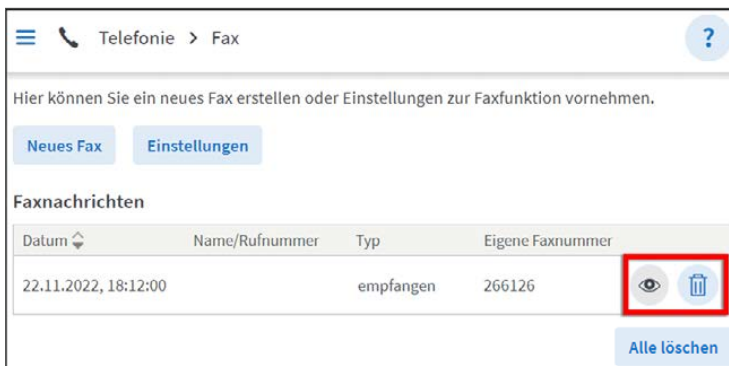 Telefonie > Fax ?
Hier können Sie ein neues Fax erstellen oder Einstellungen zur Faxfunktion vornehmen.
Neues Fax Einstellungen
Faxnachrichten
Datum Name/Rufnummer Typ Eigene Faxnummer
22.11.2022, 18:12:00 empfangen 266126
Alle löschen